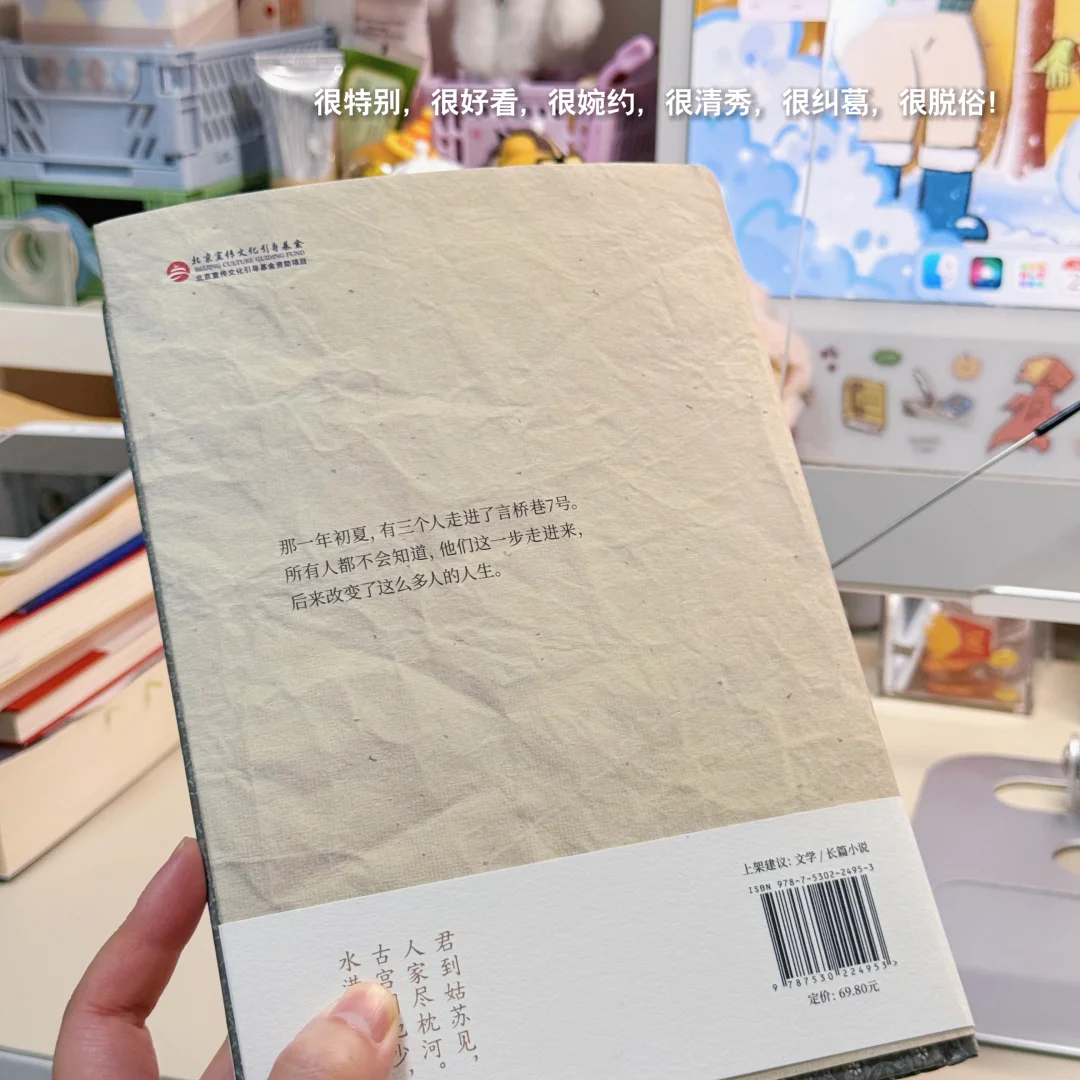 很特别，很好看，很婉约，很清秀，很纠葛，很脱俗！
北京宣传文化引导基金
BEIJING CULTURE GUIDING FUND
北京宣传文化引导基金资助项目
那一年初夏，有三个人走进了言桥巷7号。
所有人都不会知道，他们这一步走进来，
后来改变了这么多人的人生。
上架建议：文学 / 长篇小说
ISBN 978-7-5302-2495-3
9 787530 224953 >
定价：69.80元
君到姑苏见，
人家尽枕河。
古宫
水港